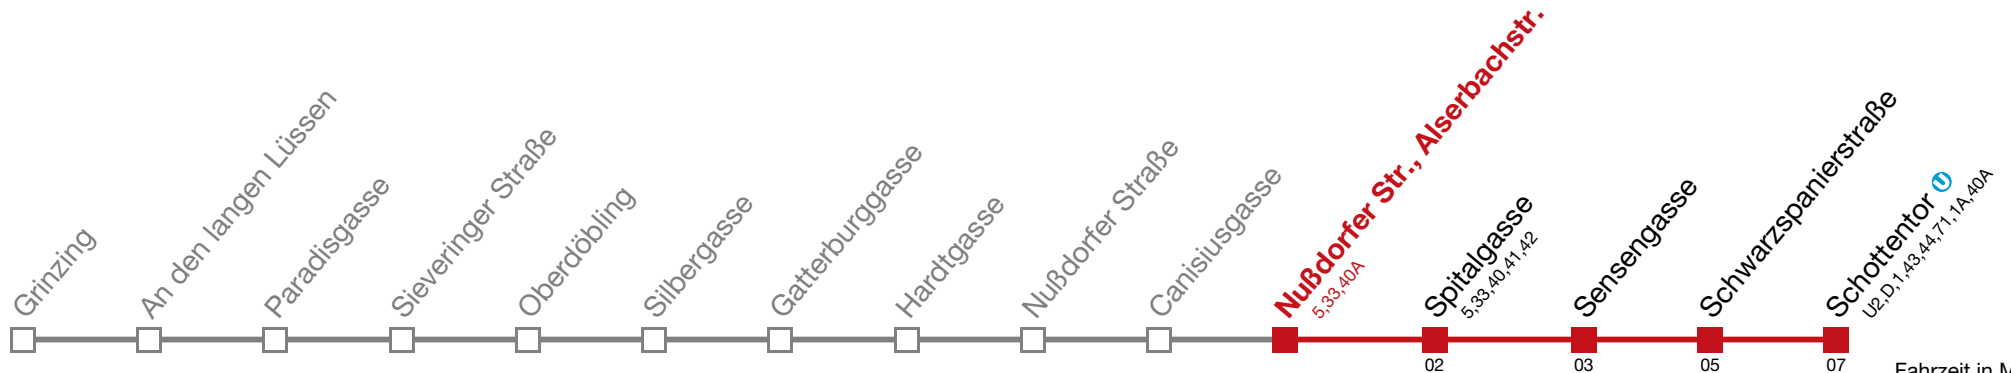 Grinzing
An den langen Lüssen
Paradisgasse
Sieveringer Straße
Oberdöbling
Silbergasse
Gatterburggasse
Hardtgasse
Nußdorfer Straße
Canisiusgasse
Nußdorfer Str., Alserbachstr.
5,33,40A
Spitalgasse
5,33,40,41,42
Sensengasse
Schwarzspanierstraße
Schottentor U
U2,D,1,43,44,71,1A,40A
02
03
05
07
Fahrzeit in M